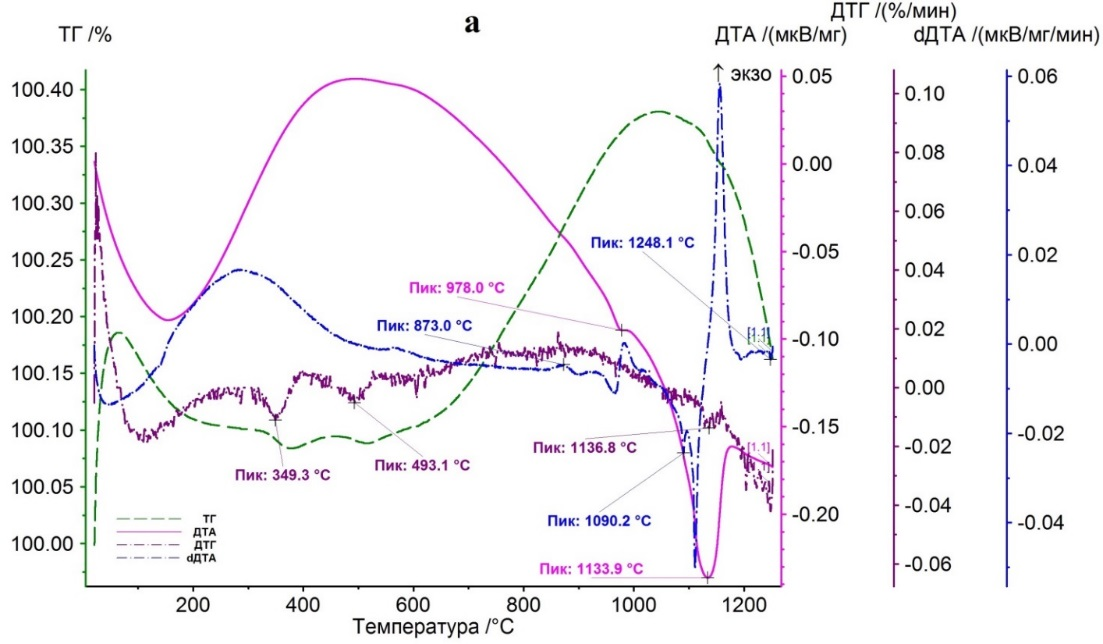 а
ДТГ /(%/мин)
ТГ /%
ДТА /(мкВ/мг)
dДТА /(мкВ/мг/мин)
ЭКЗО
100.40
100.35
100.30
100.25
100.20
100.15
100.10
100.05
100.00
0.05
0.00
-0.05
-0.10
-0.15
-0.20
0.10
0.08
0.06
0.04
0.02
0.00
-0.02
-0.04
-0.06
0.06
0.04
0.02
0.00
-0.02
-0.04
Пик: 1248.1 °C
Пик: 978.0 °C
Пик: 873.0 °C
[1.1]
Пик: 1136.8 °C
[1.1]
Пик: 493.1 °C
Пик: 349.3 °C
Пик: 1090.2 °C
Пик: 1133.9 °C
ТГ
ДТА
ДТГ
dДТА
200
400
600
800
1000
1200
Температура /°C